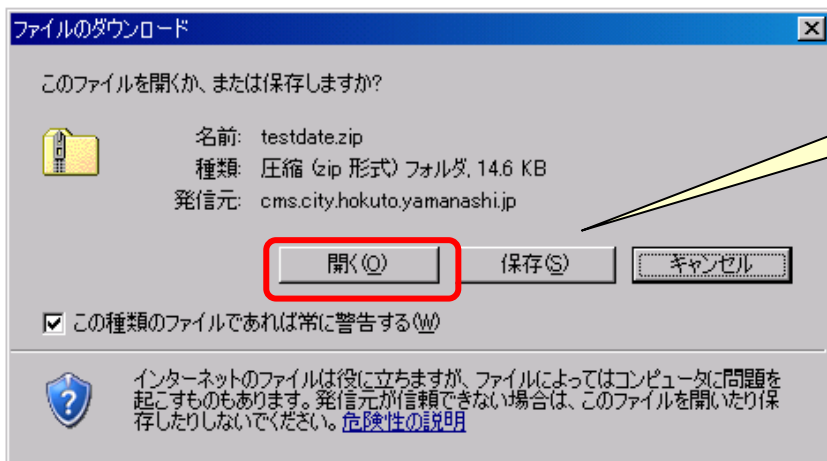 ファイルのダウンロード
このファイルを開くか、または保存しますか?
名前: testdate.zip
種類: 圧縮 (zip 形式) フォルダ, 14.6 KB
発信元: cms.city.hokuto.yamanashi.jp
開く(O) 保存(S) キャンセル
この種類のファイルであれば常に警告する(W)
インターネットのファイルは役に立ちますが、ファイルによってはコンピュータに問題を
起こすものもあります。発信元が信頼できない場合は、このファイルを開いたり保
存したりしないでください。危険性の説明